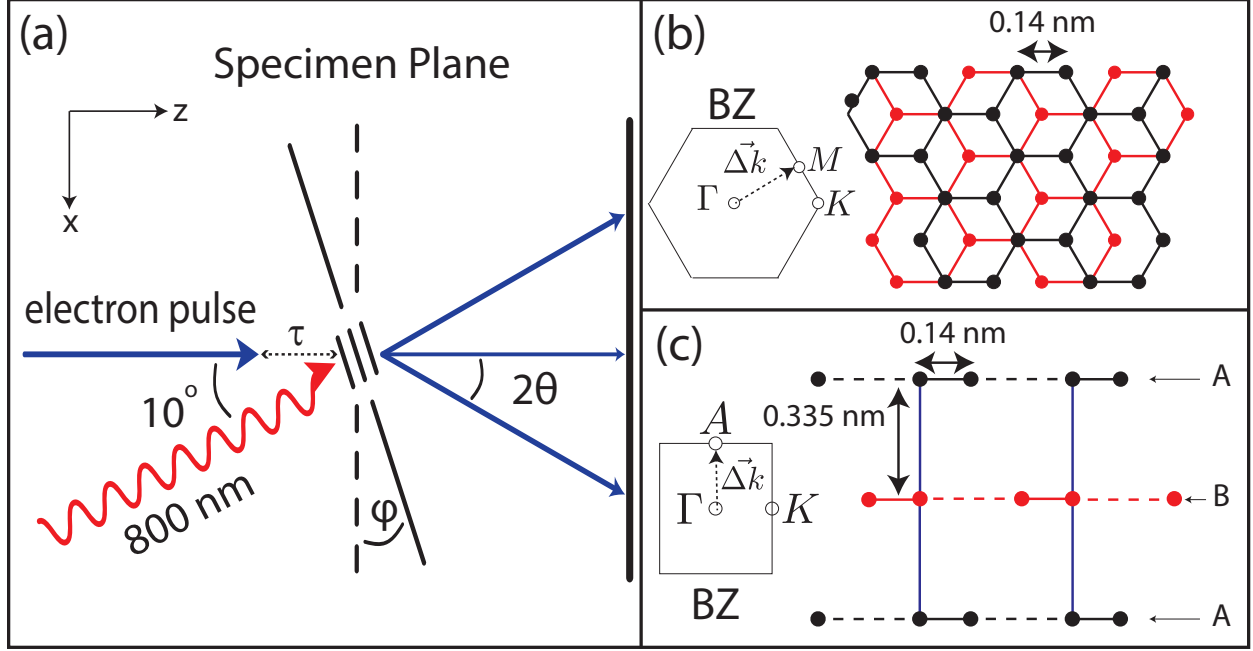 (a)
Specimen Plane
z
x
electron pulse
τ
10°
2θ
800 nm
φ
(b)
0.14 nm
BZ
Δk⃗
M
Γ
K
(c)
0.14 nm
A
0.335 nm
A
Δk⃗
Γ
K
B
BZ
A